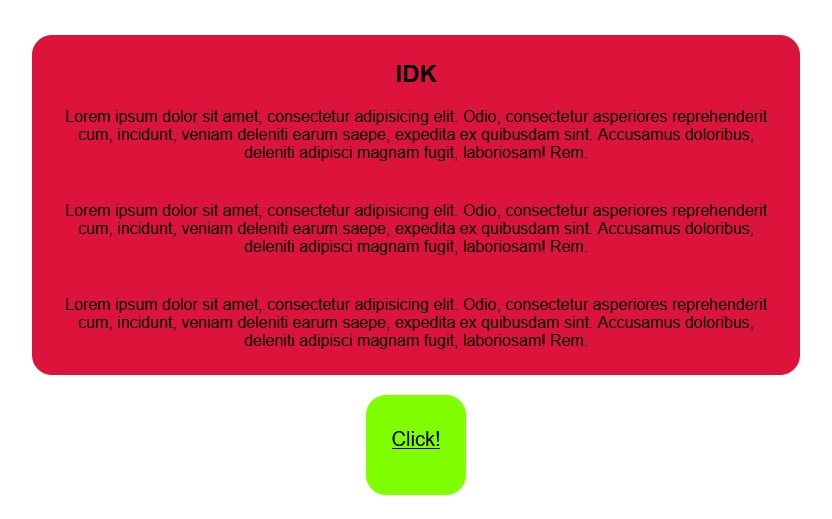 IDK
Lorem ipsum dolor sit amet, consectetur adipisicing elit. Odio, consectetur asperiores reprehenderit
cum, incidunt, veniam deleniti earum saepe, expedita ex quibusdam sint. Accusamus doloribus,
deleniti adipisci magnam fugit, laboriosam! Rem.
Lorem ipsum dolor sit amet, consectetur adipisicing elit. Odio, consectetur asperiores reprehenderit
cum, incidunt, veniam deleniti earum saepe, expedita ex quibusdam sint. Accusamus doloribus,
deleniti adipisci magnam fugit, laboriosam! Rem.
Lorem ipsum dolor sit amet, consectetur adipisicing elit. Odio, consectetur asperiores reprehenderit
cum, incidunt, veniam deleniti earum saepe, expedita ex quibusdam sint. Accusamus doloribus,
deleniti adipisci magnam fugit, laboriosam! Rem.
Click!